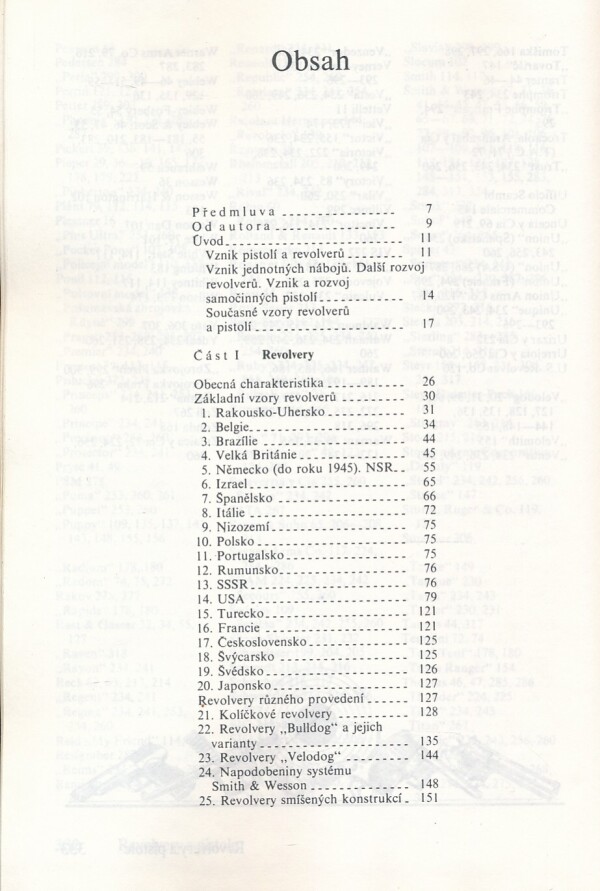 Obsah
Předmluva 7
Od autora 9
Úvod 11
Vznik pistolí a revolverů 11
Vznik jednotných nábojů. Další rozvoj
revolverů. Vznik a rozvoj
samočinných pistolí 14
Současné vzory revolverů
a pistolí 17
Část I Revolvery
Obecná charakteristika 26
Základní vzory revolverů 30
1. Rakousko-Uhersko 31
2. Belgie 34
3. Brazílie 44
4. Velká Británie 45
5. Německo (do roku 1945). NSR 55
6. Izrael 65
7. Španělsko 66
8. Itálie 72
9. Nizozemí 75
10. Polsko 75
11. Portugalsko 75
12. Rumunsko 76
13. SSSR 76
14. USA 79
15. Turecko 121
16. Francie 121
17. Československo 125
18. Švýcarsko 125
19. Švédsko 126
20. Japonsko 127
Revolvery různého provedení 127
21. Kolíčkové revolvery 128
22. Revolvery „Bulldog“ a jejich
varianty 135
23. Revolvery „Velodog“ 144
24. Napodobeniny systému
Smith & Wesson 148
25. Revolvery smíšených konstrukcí 151